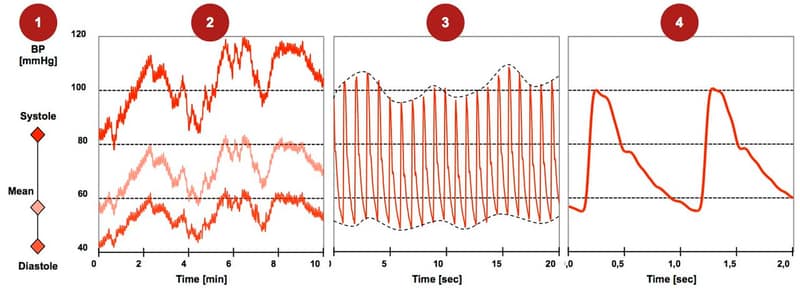 1
2
3
4
BP
[mmHg]
Systole
Mean
Diastole
120
100
80
60
40
0 2 4 6 8 10
Time [min]
0 5 10 15 20
Time [sec]
,0 0,5 1,0 1,5 2,0
Time [sec]